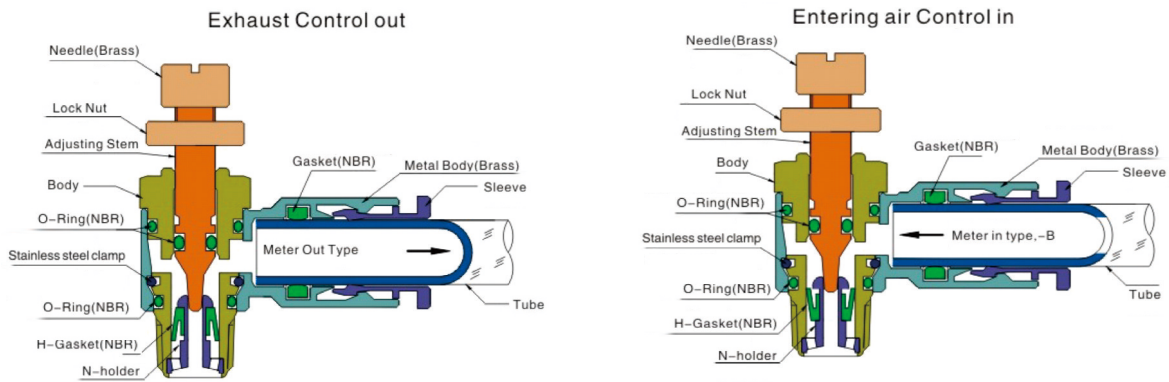 Exhaust Control out
Needle(Brass)
Lock Nut
Adjusting Stem
Gasket(NBR)
Metal Body(Brass)
Sleeve
Body
O-Ring(NBR)
Meter Out Type
Stainless steel clamp
O-Ring(NBR)
Tube
H-Gasket(NBR)
N-holder
Entering air Control in
Needle(Brass)
Lock Nut
Adjusting Stem
Gasket(NBR)
Metal Body(Brass)
Body
Sleeve
O-Ring(NBR)
Meter in type,-B
Stainless steel clamp
O-Ring(NBR)
Tube
H-Gasket(NBR)
N-holder